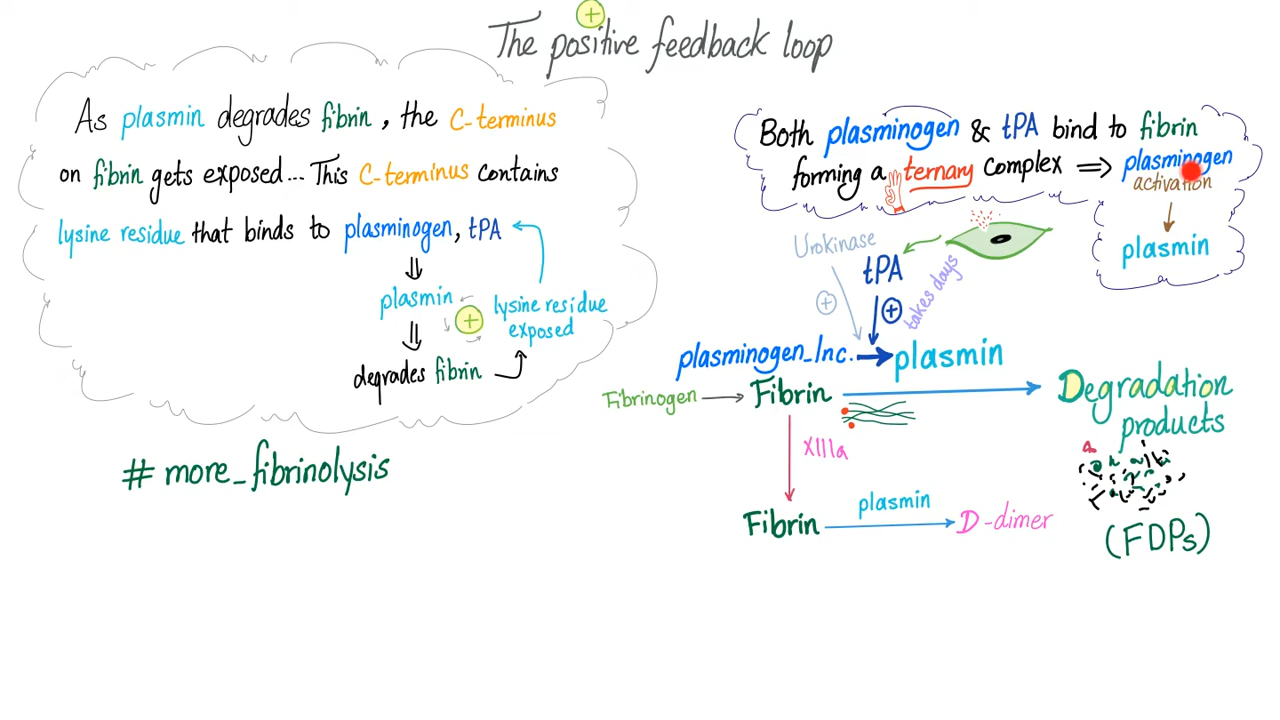 The positive feedback loop
+
As plasmin degrades fibrin, the C-terminus
on fibrin gets exposed... This C-terminus contains
lysine residue that binds to plasminogen, tPA
⇓
plasmin
+
lysine residue
exposed
⇓
degrades fibrin
# more_fibrinolysis
Both plasminogen & tPA bind to fibrin
forming a ternary complex ⇒ plasminogen
activation
plasmin
Urokinase
tPA
takes days
+
+
plasminogen_Inc. → plasmin
Fibrinogen → Fibrin → Degradation
products
XIIIa
(FDPs)
Fibrin → plasmin D-dimer